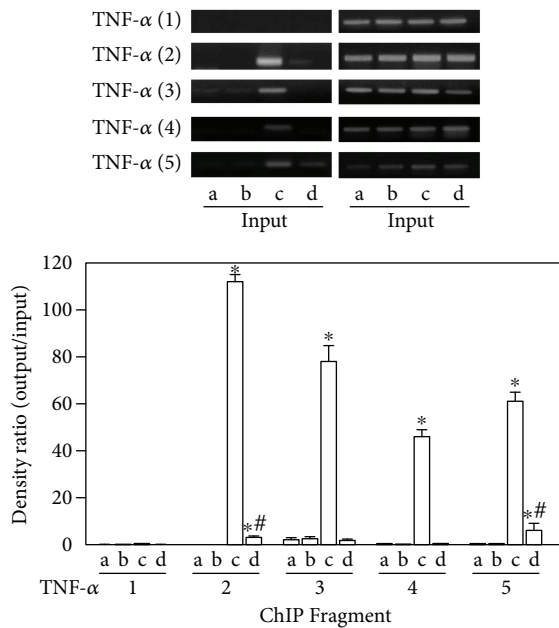 TNF-α (1)
TNF-α (2)
TNF-α (3)
TNF-α (4)
TNF-α (5)
a b c d a b c d
Input Input
Density ratio (output/input)
120
100
80
60
40
20
0
* *# * * * *#
a b c d a b c d a b c d a b c d a b c d
TNF-α 1 2 3 4 5
ChIP Fragment